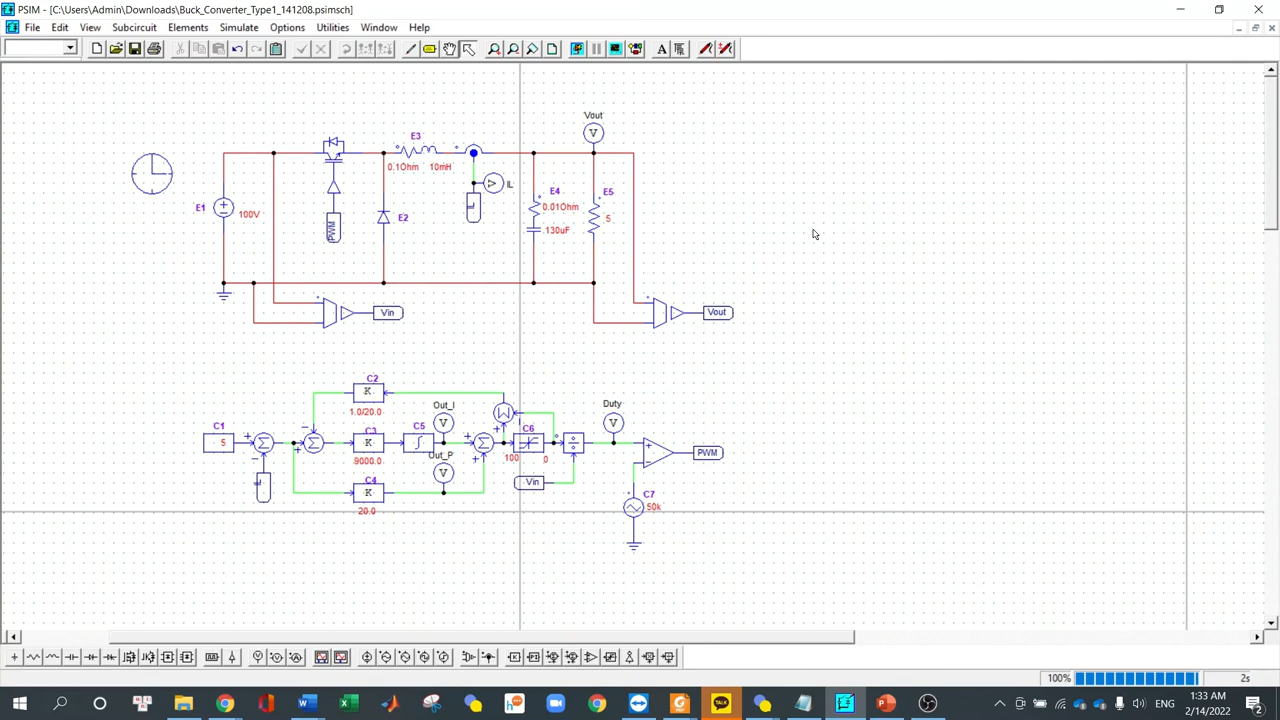 PSIM - [C:\Users\Admin\Downloads\Buck_Converter_Type1_141208.psimsch]
File Edit View Subcircuit Elements Simulate Options Utilities Window Help
Vout
V
E3
0.1Ohm 10mH
IL
E1
100V
PWM
E2
E4
0.01Ohm
130uF
E5
5
Vin
Vout
C2
K
1.0/20.0
Out_I
V
Duty
V
C1
5
C3
K
9000.0
C5
C6
100 0
PWM
Out_P
V
Vin
C4
K
20.0
C7
50k
100% 2s
1:33 AM
ENG
2/14/2022